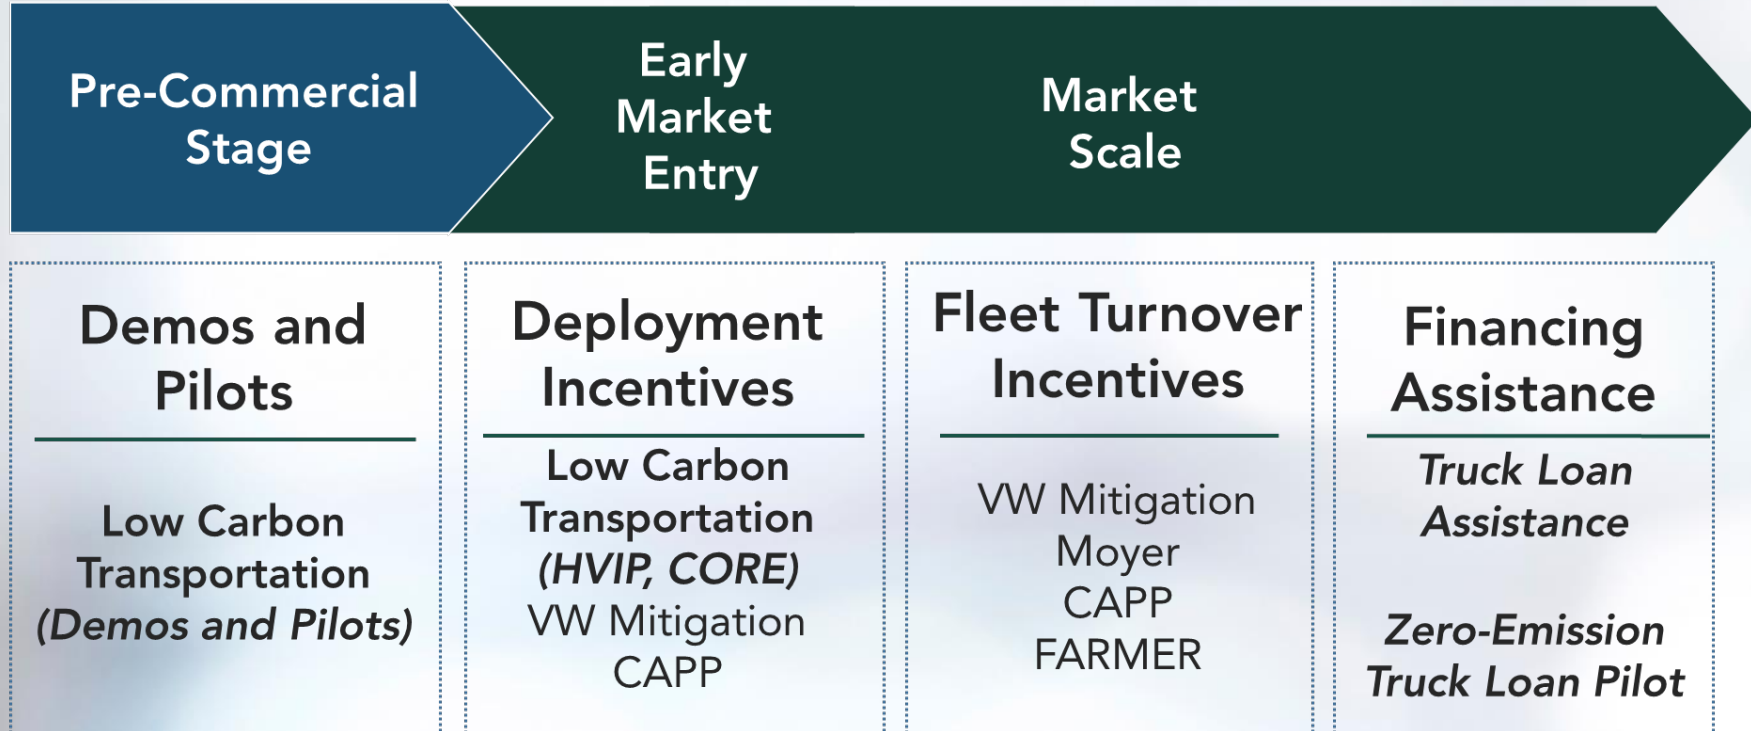 Pre-Commercial
Stage
Early
Market
Entry
Market
Scale
Demos and
Pilots
Low Carbon
Transportation
(Demos and Pilots)
Deployment
Incentives
Low Carbon
Transportation
(HVIP, CORE)
VW Mitigation
CAPP
Fleet Turnover
Incentives
VW Mitigation
Moyer
CAPP
FARMER
Financing
Assistance
Truck Loan
Assistance
Zero-Emission
Truck Loan Pilot